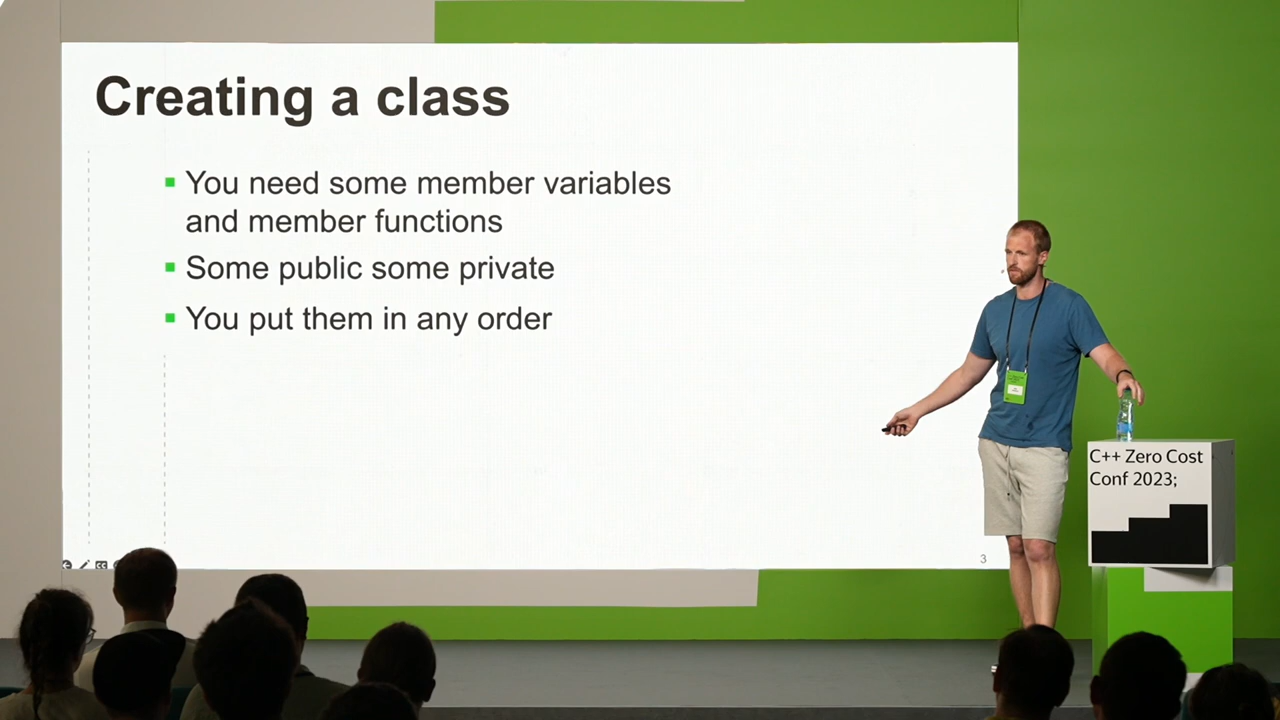 Creating a class
You need some member variables
and member functions
Some public some private
You put them in any order
3
C++ Zero Cost
Conf 2023;